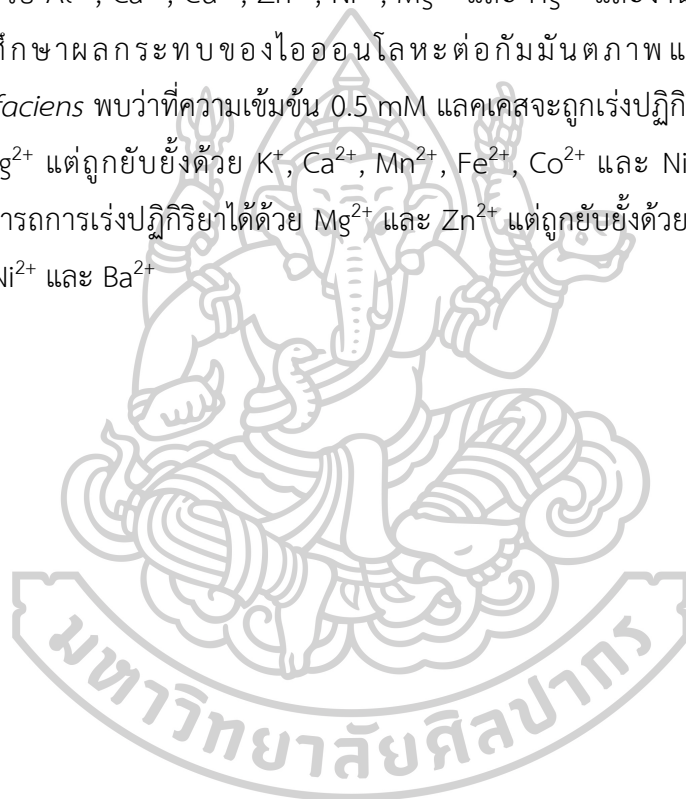 ศึกษาผลกระทบของไอออนโลหะต่อกัมมันตภาพแ
faciens พบว่าที่ความเข้มข้น 0.5 mM แลคเคสจะถูกเร่งปฏิกิ
g²⁺ แต่ถูกยับยั้งด้วย K⁺, Ca²⁺, Mn²⁺, Fe²⁺, Co²⁺ และ Ni
ารถการเร่งปฏิกิริยาได้ด้วย Mg²⁺ และ Zn²⁺ แต่ถูกยับยั้งด้วย
Ni²⁺ และ Ba²⁺
มหาวิทยาลัยศิลปากร